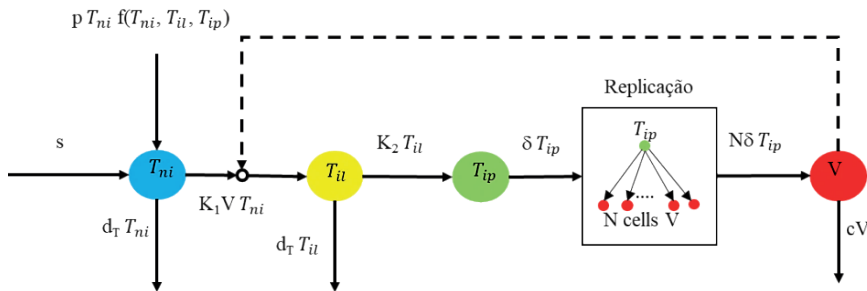 p T_ni f(T_ni, T_il, T_ip)
Replicação
s
T_ni
K_1V T_ni
T_il
K_2 T_il
T_ip
δ T_ip
T_ip
....
N cells V
Nδ T_ip
V
d_T T_ni
d_T T_il
cV